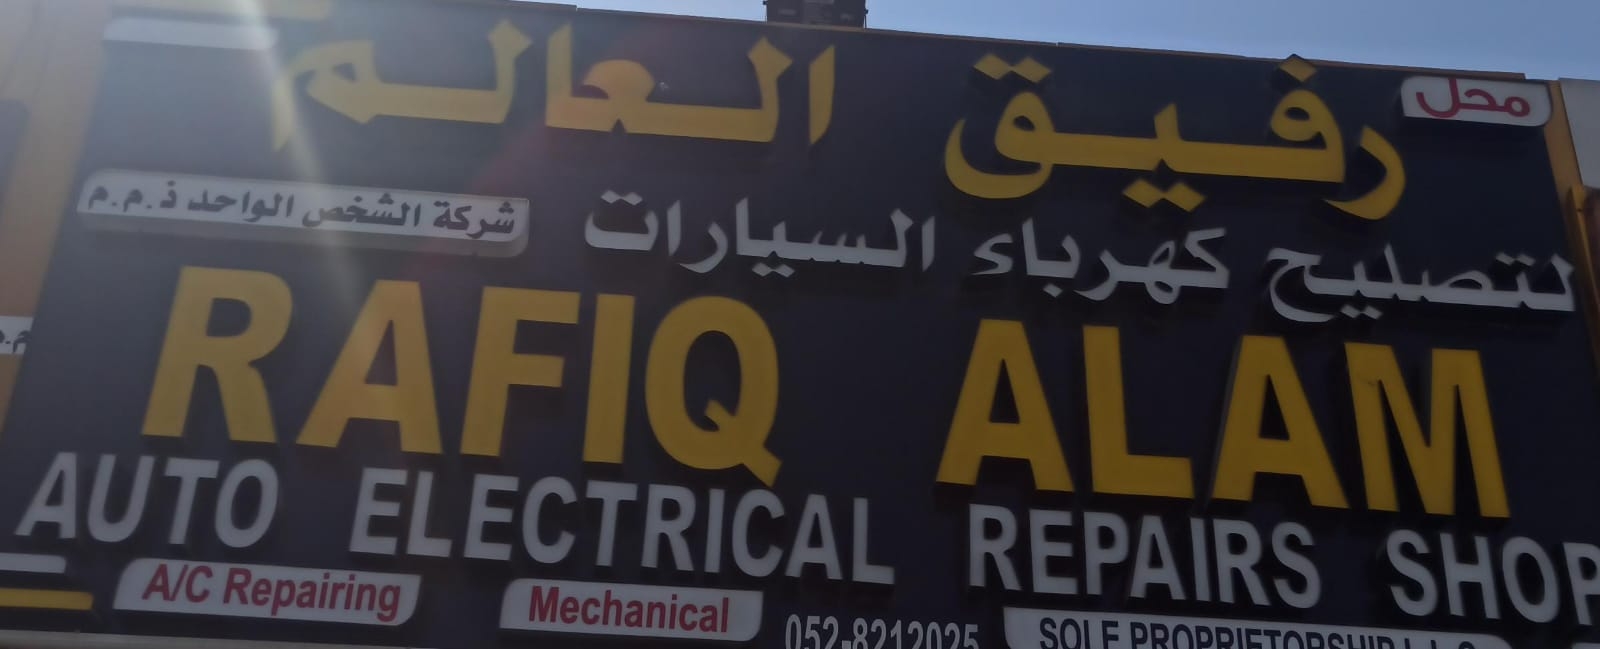 محل
رفيق العالم
لتصليح كهرباء السيارات
شركة الشخص الواحد ذ.م.م
RAFIQ ALAM
AUTO ELECTRICAL REPAIRS SHOP
A/C Repairing
Mechanical
052-8212025
SOLE PROPRIETORSHIP L.L.C
م.م